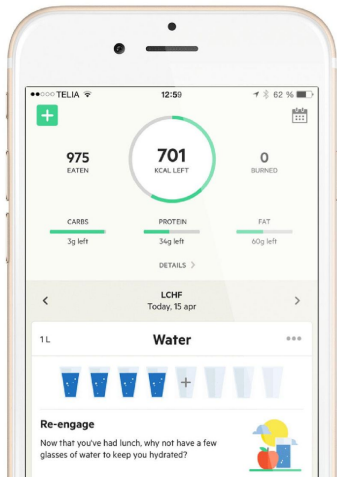 TELIA 12:59 62 %
+
975 701 0
EATEN KCAL LEFT BURNED
CARBS PROTEIN FAT
3g left 34g left 60g left
DETAILS >
< LCHF >
Today, 15 apr
1 L Water •••
+
Re-engage
Now that you've had lunch, why not have a few
glasses of water to keep you hydrated?